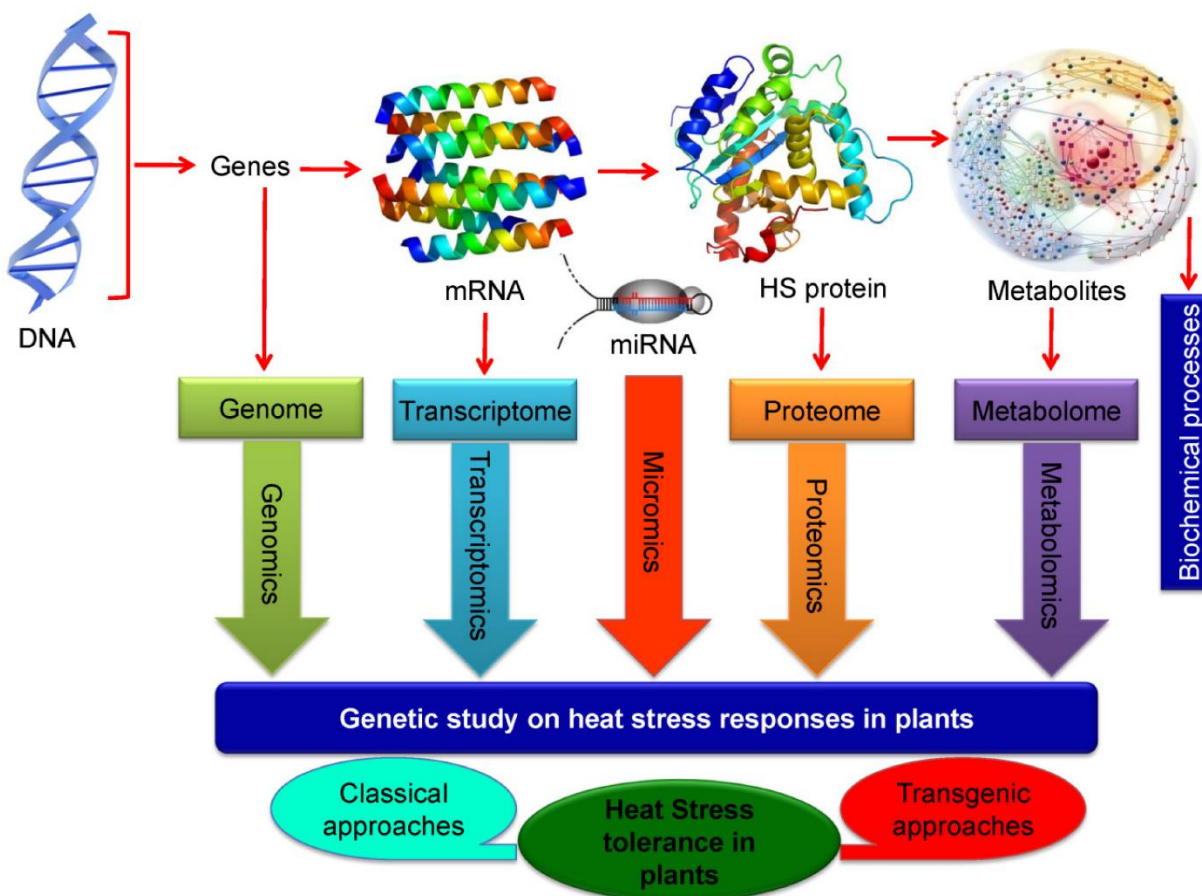 DNA
Genes
mRNA
miRNA
HS protein
Metabolites
Biochemical processes
Genome
Transcriptome
Proteome
Metabolome
Genomics
Transcriptomics
Micromics
Proteomics
Metabolomics
Genetic study on heat stress responses in plants
Classical
approaches
Heat Stress
tolerance in
plants
Transgenic
approaches